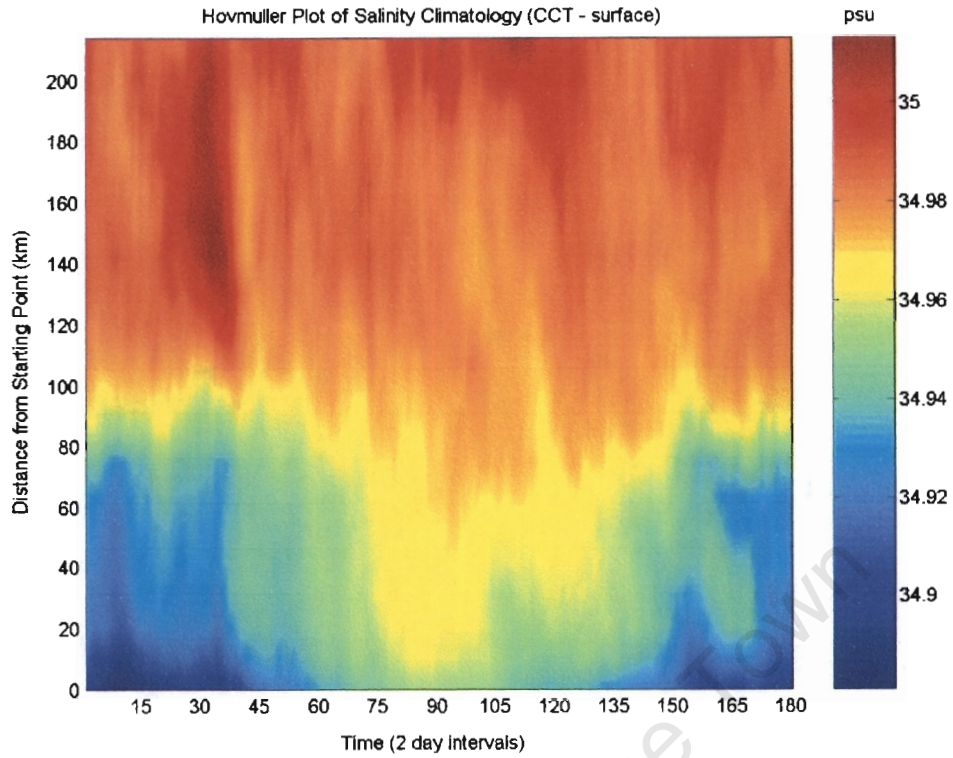 Hovmuller Plot of Salinity Climatology (CCT - surface)
psu
Distance from Starting Point (km)
200
180
160
140
120
100
80
60
40
20
0
15 30 45 60 75 90 105 120 135 150 165 180
Time (2 day intervals)
35
34.98
34.96
34.94
34.92
34.9
e Town